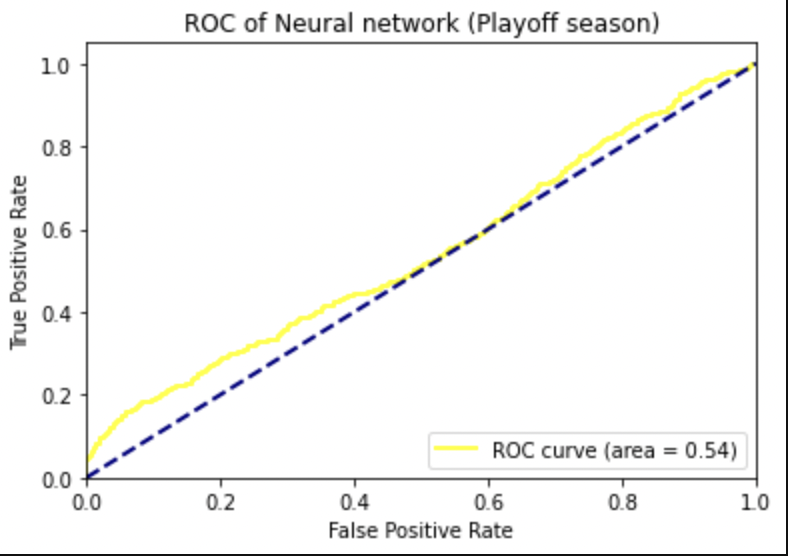 ROC of Neural network (Playoff season)
1.0
0.8
0.6
0.4
0.2
0.0
True Positive Rate
ROC curve (area = 0.54)
0.0 0.2 0.4 0.6 0.8 1.0
False Positive Rate